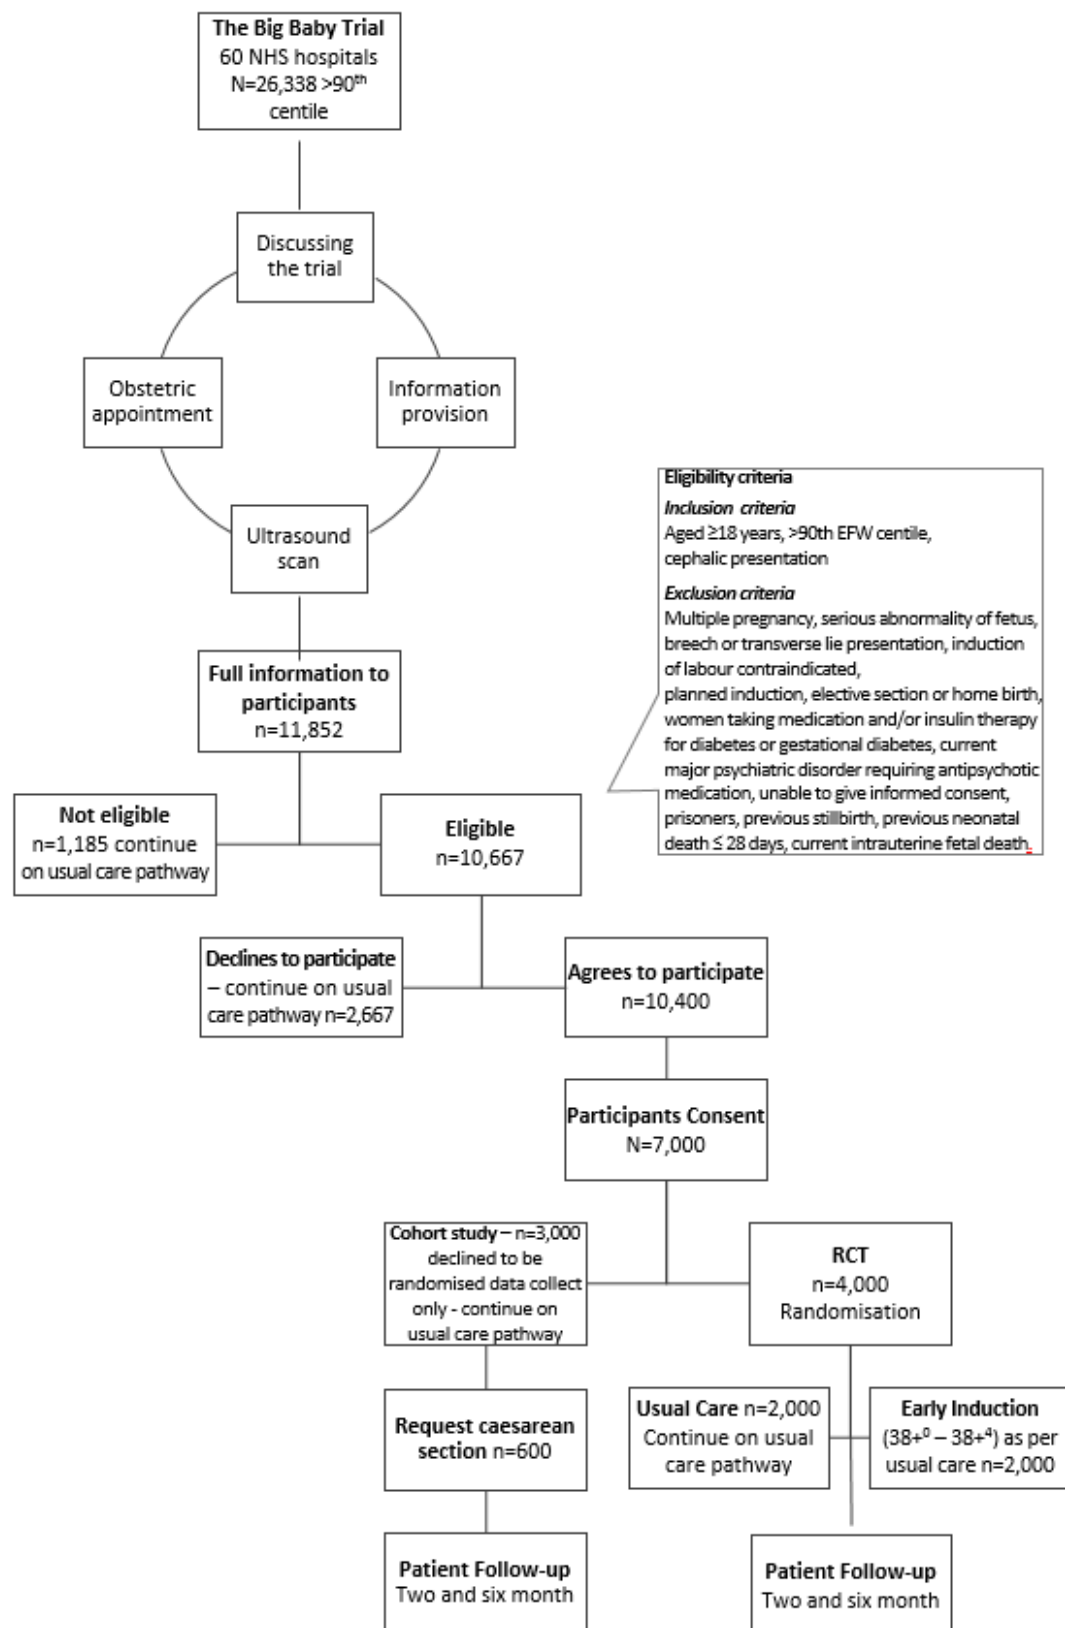 The Big Baby Trial
60 NHS hospitals
N=26,338 >90th
centile
Discussing
the trial
Obstetric
appointment
Information
provision
Ultrasound
scan
Full information to
participants
n=11,852
Eligibility criteria
Inclusion criteria
Aged ≥18 years, >90th EFW centile,
cephalic presentation
Exclusion criteria
Multiple pregnancy, serious abnormality of fetus,
breech or transverse lie presentation, induction
of labour contraindicated,
planned induction, elective section or home birth,
women taking medication and/or insulin therapy
for diabetes or gestational diabetes, current
major psychiatric disorder requiring antipsychotic
medication, unable to give informed consent,
prisoners, previous stillbirth, previous neonatal
death ≤ 28 days, current intrauterine fetal death.
Not eligible
n=1,185 continue
on usual care pathway
Eligible
n=10,667
Declines to participate
– continue on usual
care pathway n=2,667
Agrees to participate
n=10,400
Participants Consent
N=7,000
Cohort study – n=3,000
declined to be
randomised data collect
only - continue on
usual care pathway
RCT
n=4,000
Randomisation
Request caesarean
section n=600
Usual Care n=2,000
Continue on usual
care pathway
Early Induction
(38+⁰ – 38+⁴) as per
usual care n=2,000
Patient Follow-up
Two and six month
Patient Follow-up
Two and six month